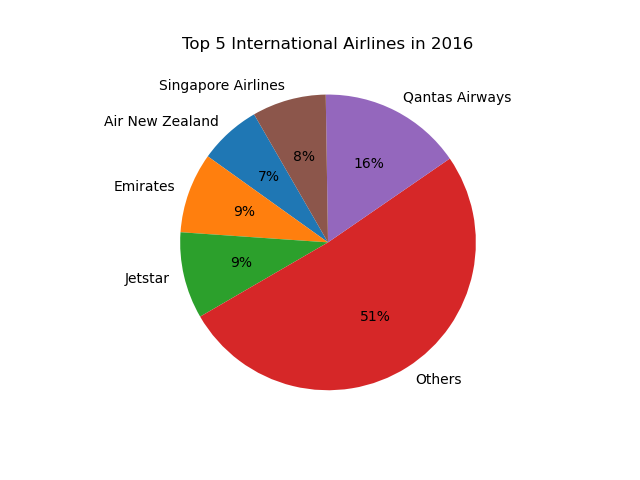 Top 5 International Airlines in 2016
Singapore Airlines
Qantas Airways
Air New Zealand
8%
16%
7%
Emirates
9%
9%
Jetstar
51%
Others